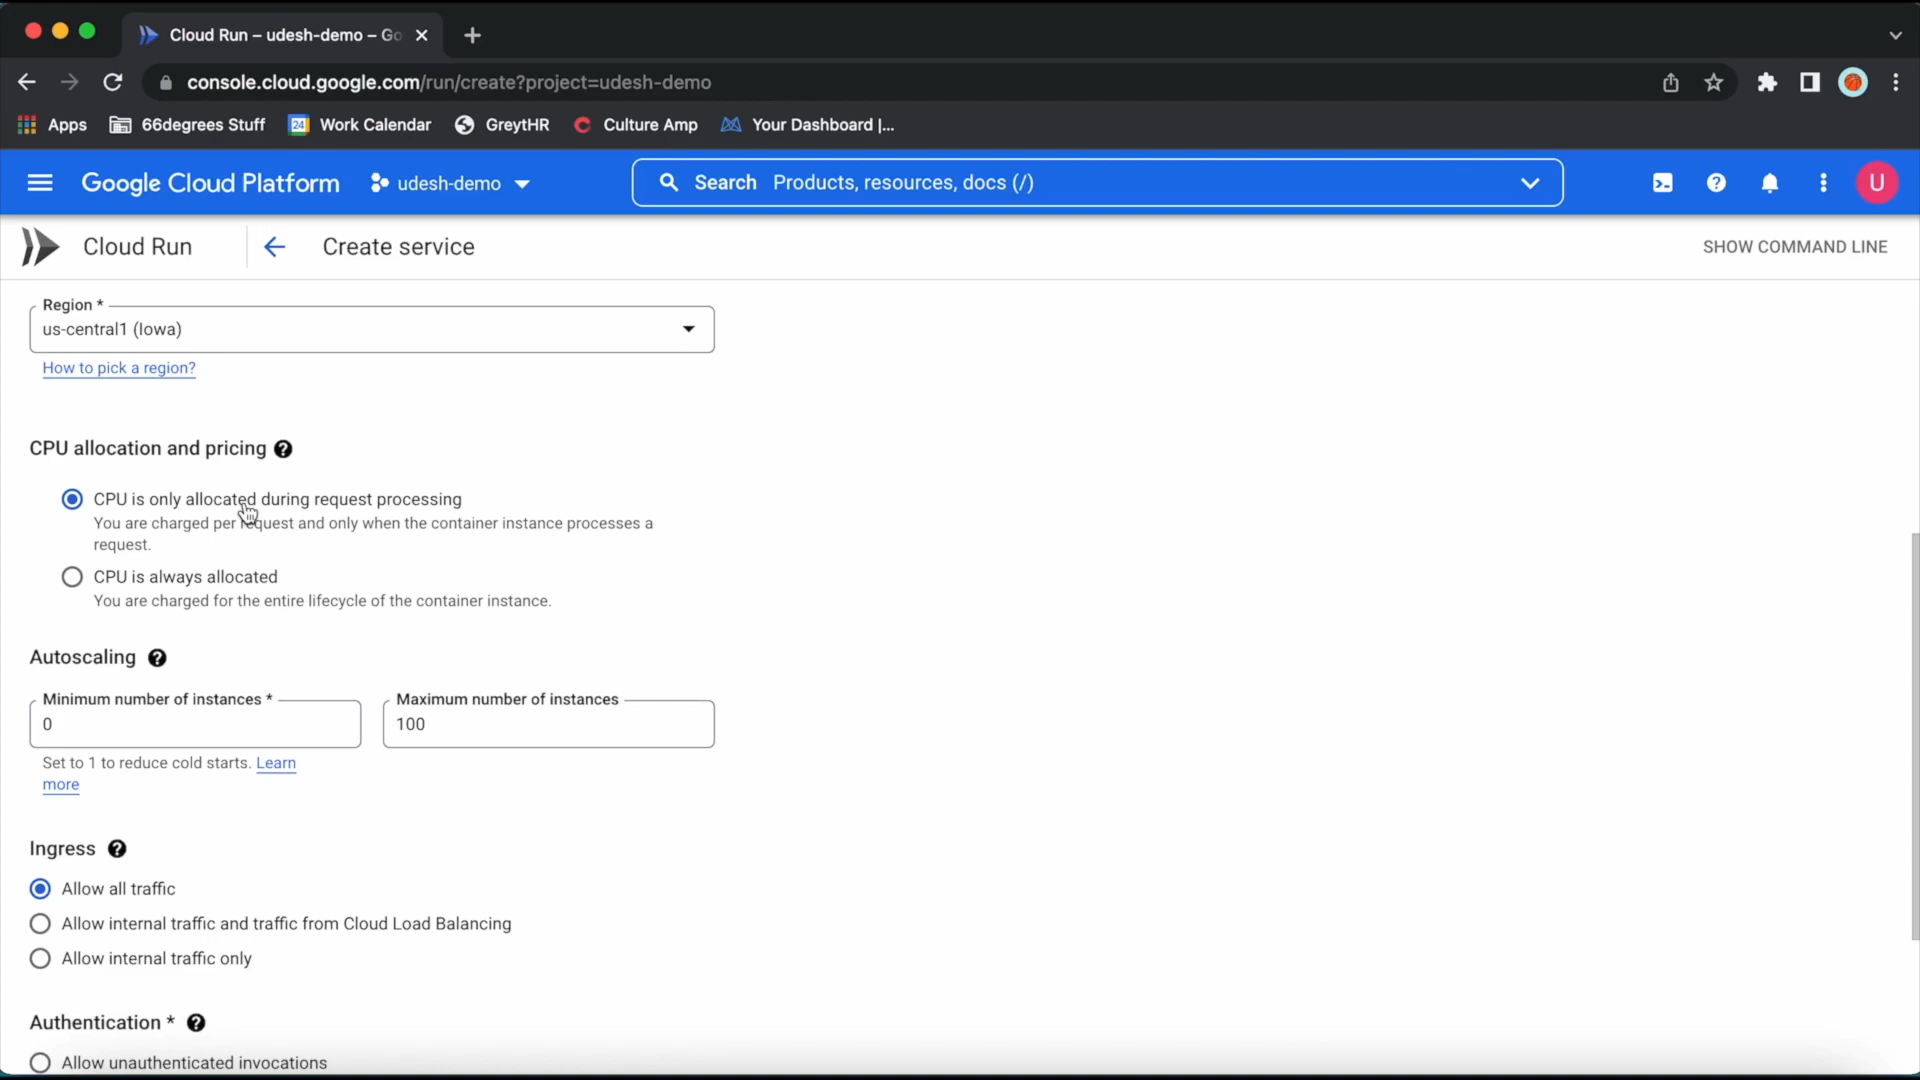 Cloud Run – udesh-demo – Go
console.cloud.google.com/run/create?project=udesh-demo
Apps 66degrees Stuff 24 Work Calendar GreytHR Culture Amp Your Dashboard |...
Google Cloud Platform udesh-demo Search Products, resources, docs (/) U
Cloud Run Create service SHOW COMMAND LINE
Region *
us-central1 (Iowa)
How to pick a region?
CPU allocation and pricing
CPU is only allocated during request processing
You are charged per request and only when the container instance processes a
request.
CPU is always allocated
You are charged for the entire lifecycle of the container instance.
Autoscaling
Minimum number of instances * Maximum number of instances
0 100
Set to 1 to reduce cold starts. Learn
more
Ingress
Allow all traffic
Allow internal traffic and traffic from Cloud Load Balancing
Allow internal traffic only
Authentication *
Allow unauthenticated invocations